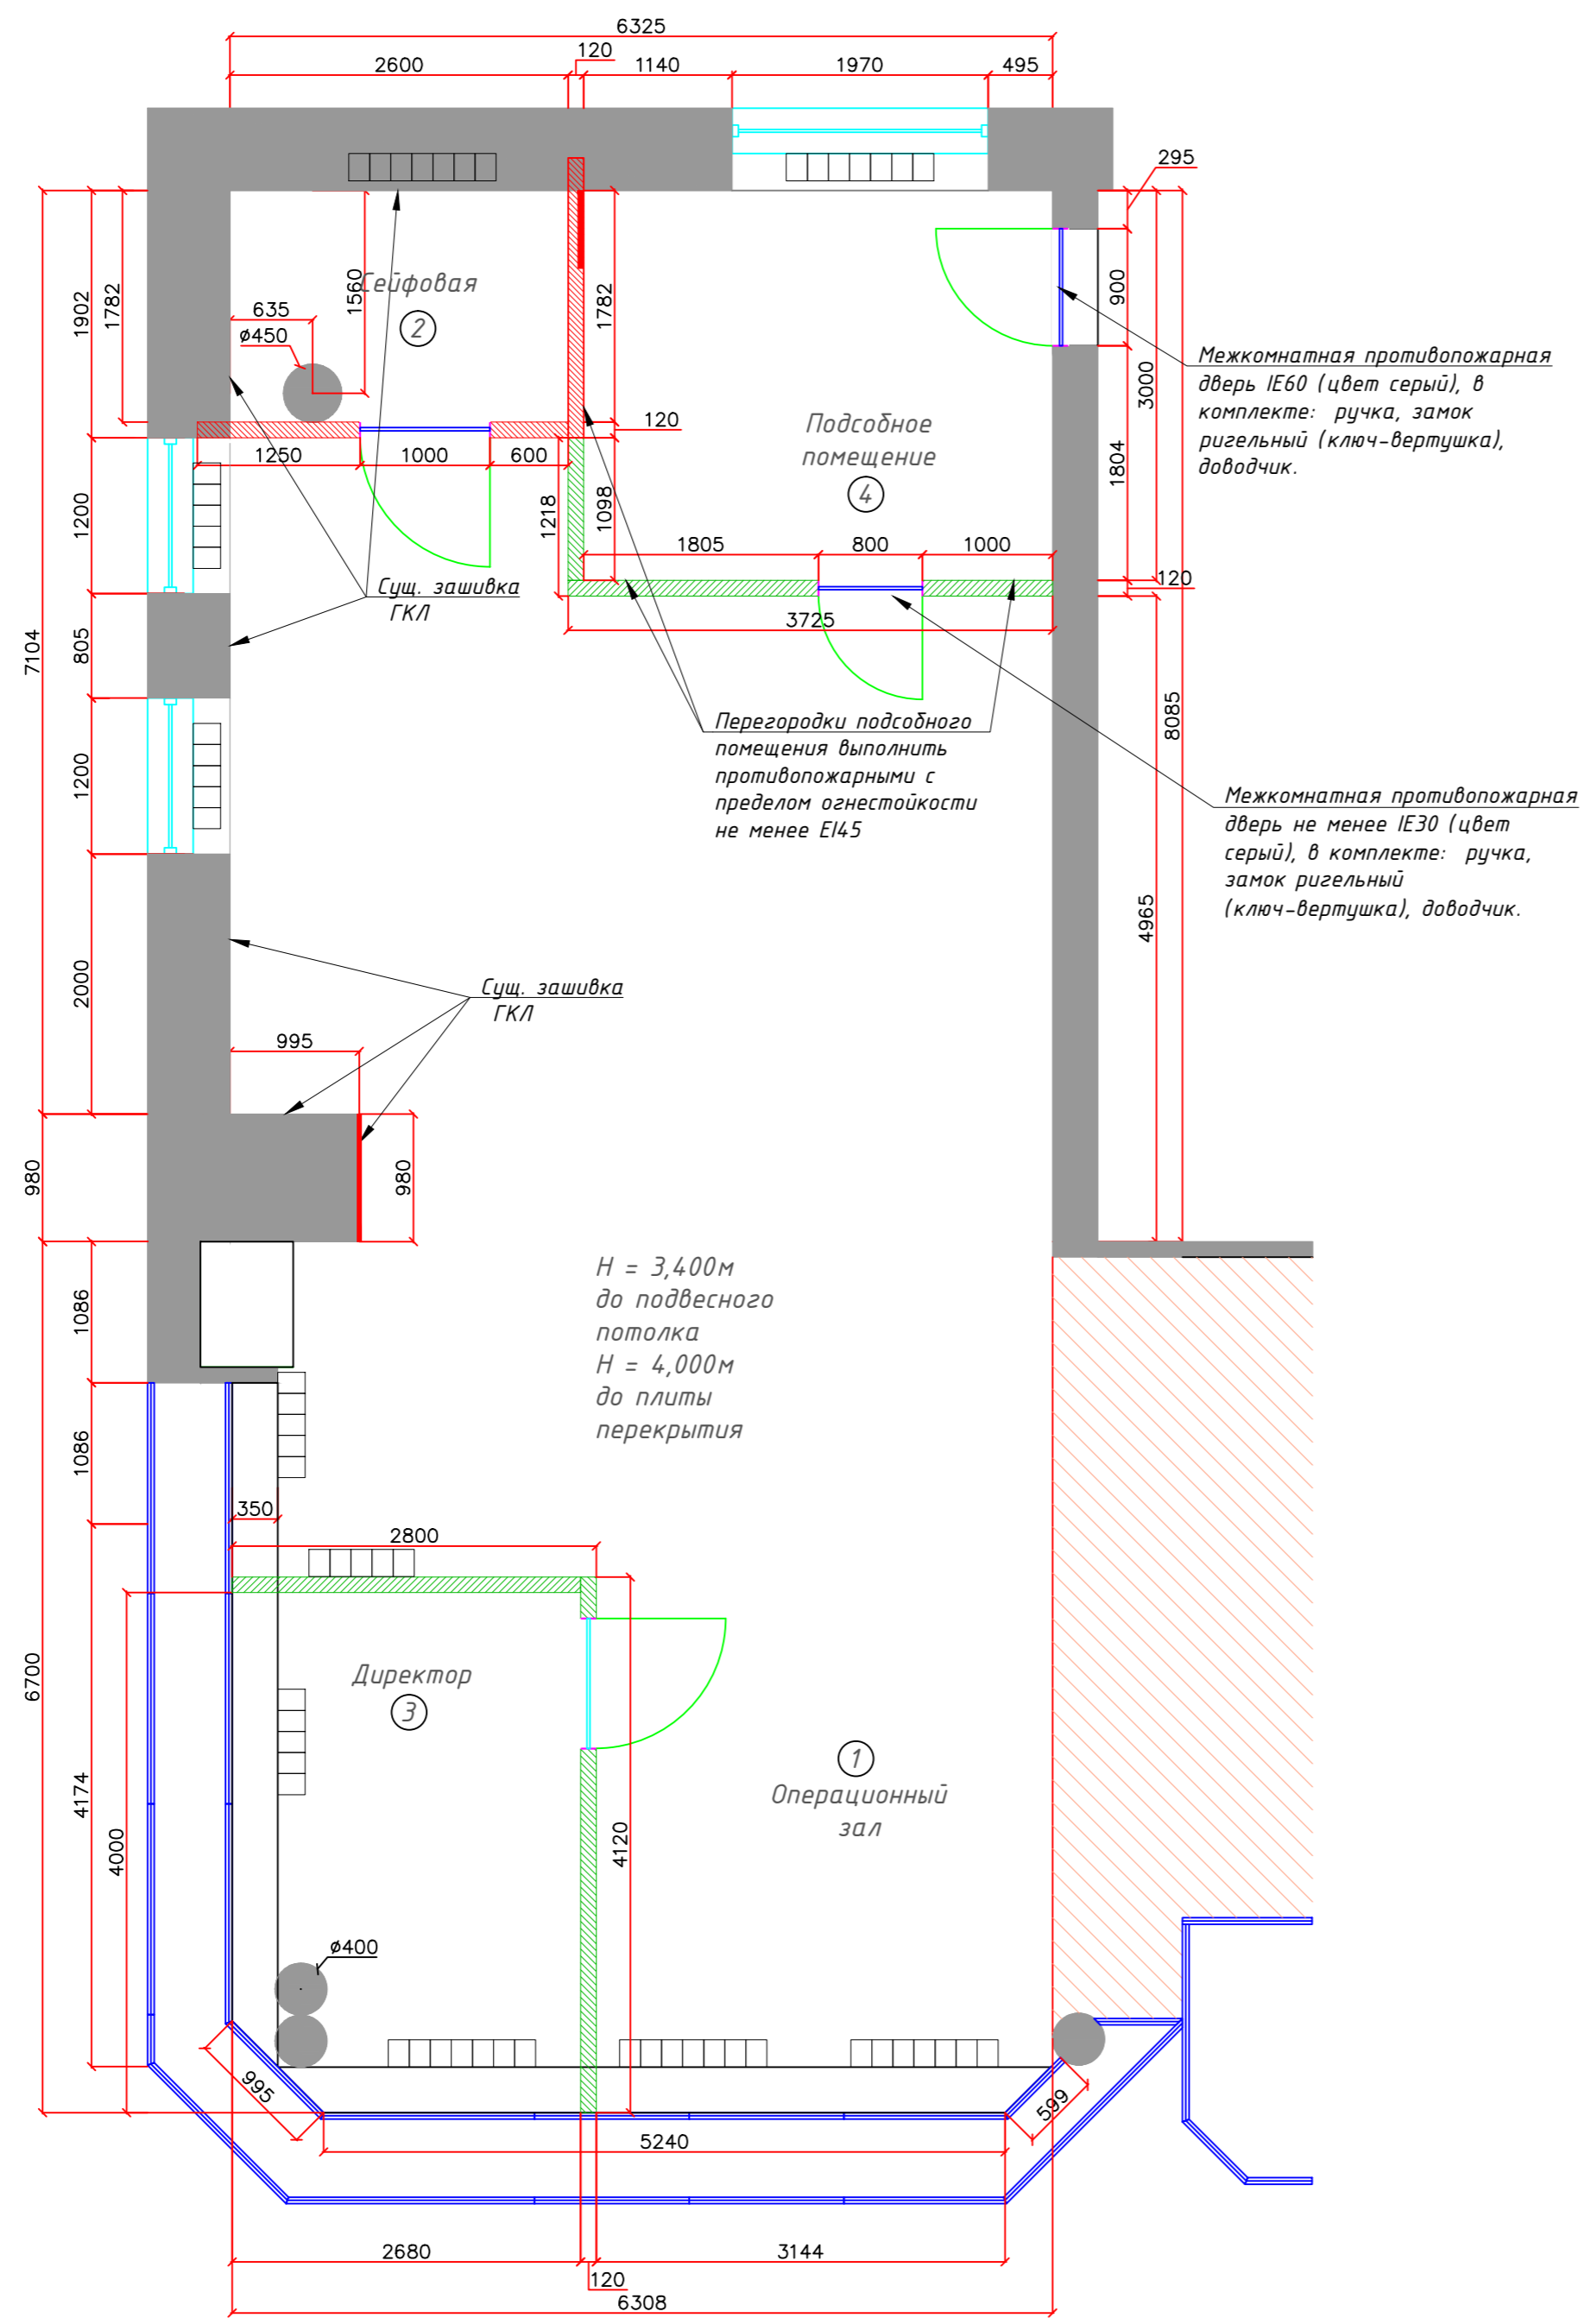 6325
120
2600
1140
1970
495
295
1782
1902
1560
Сейфовая
2
635
ø450
1782
900
3000
Межкомнатная противопожарная
дверь IE60 (цвет серый), в
комплекте: ручка, замок
ригельный (ключ-вертушка),
доводчик.
Подсобное
помещение
4
120
1804
1250
1000
600
1200
1218
1098
1805
800
1000
120
Сущ. зашивка
ГКЛ
3725
7104
805
8085
Перегородки подсобного
помещения выполнить
противопожарными с
пределом огнестойкости
не менее EI45
1200
Межкомнатная противопожарная
дверь не менее IE30 (цвет
серый), в комплекте: ручка,
замок ригельный
(ключ-вертушка), доводчик.
4965
2000
Сущ. зашивка
ГКЛ
995
980
980
H = 3,400м
до подвесного
потолка
H = 4,000м
до плиты
перекрытия
1086
1086
350
2800
6700
Директор
3
1
Операционный
зал
4174
4000
4120
ø400
995
599
5240
2680
120
3144
6308